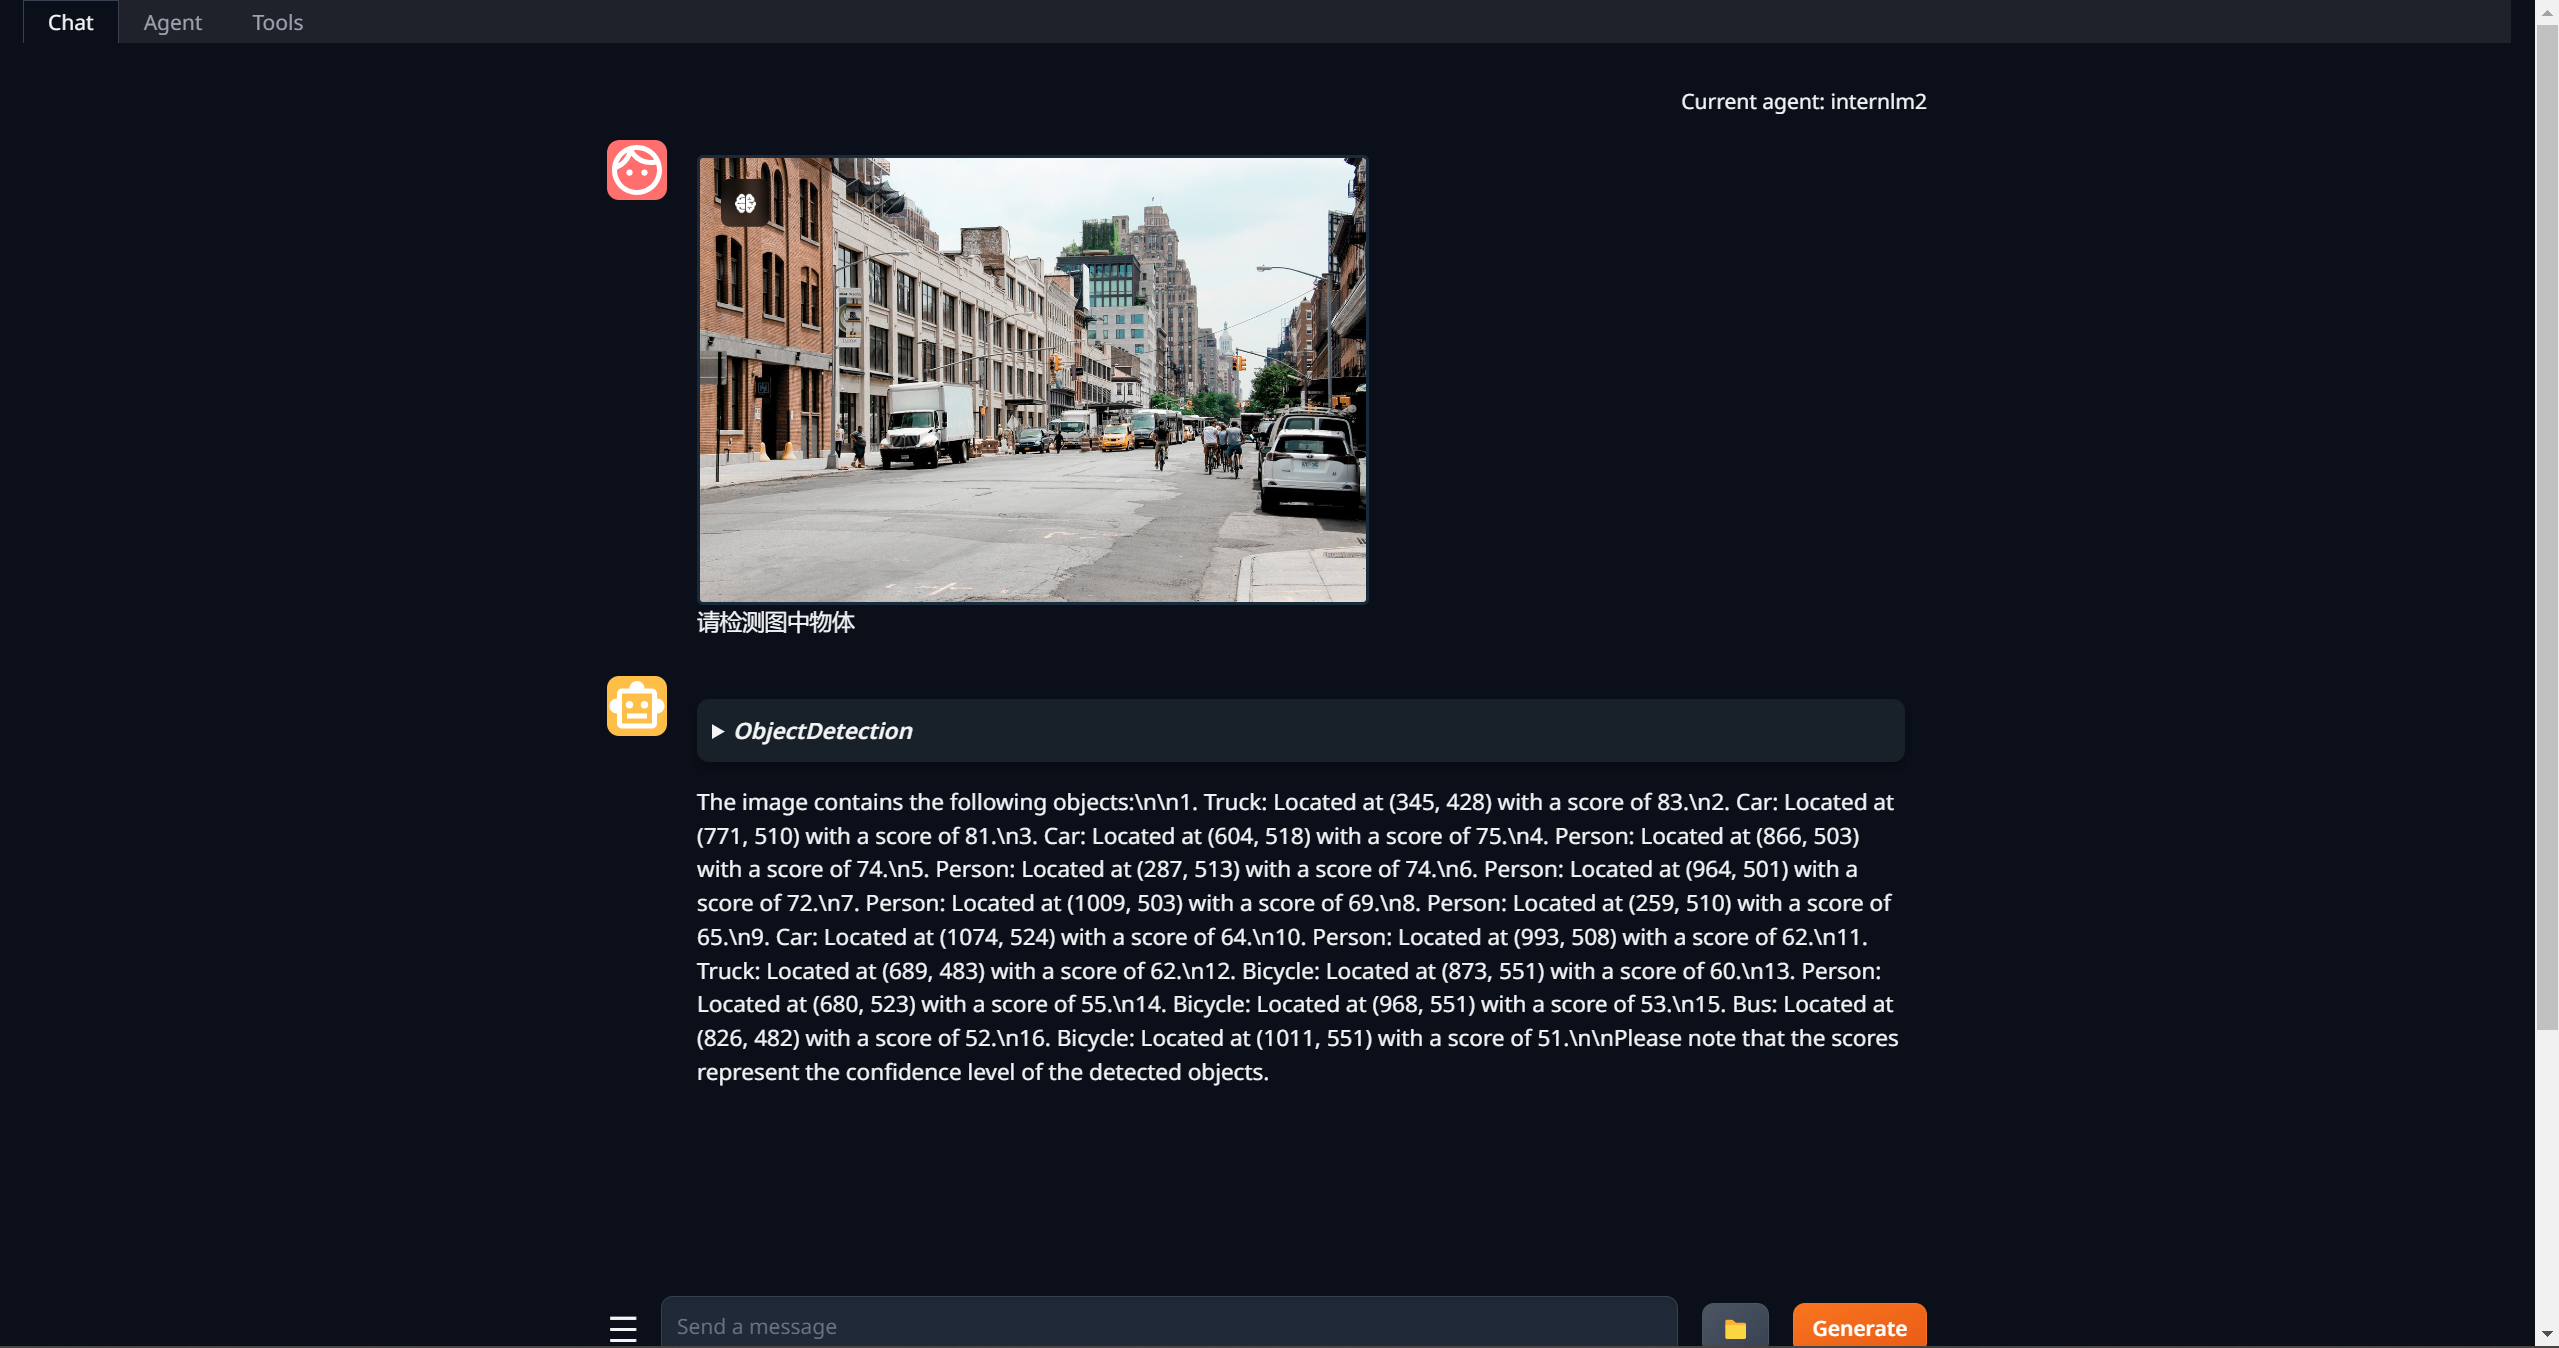 Chat Agent Tools
Current agent: internlm2
请检测图中物体
▶ ObjectDetection
The image contains the following objects:\n\n1. Truck: Located at (345, 428) with a score of 83.\n2. Car: Located at
(771, 510) with a score of 81.\n3. Car: Located at (604, 518) with a score of 75.\n4. Person: Located at (866, 503)
with a score of 74.\n5. Person: Located at (287, 513) with a score of 74.\n6. Person: Located at (964, 501) with a
score of 72.\n7. Person: Located at (1009, 503) with a score of 69.\n8. Person: Located at (259, 510) with a score of
65.\n9. Car: Located at (1074, 524) with a score of 64.\n10. Person: Located at (993, 508) with a score of 62.\n11.
Truck: Located at (689, 483) with a score of 62.\n12. Bicycle: Located at (873, 551) with a score of 60.\n13. Person:
Located at (680, 523) with a score of 55.\n14. Bicycle: Located at (968, 551) with a score of 53.\n15. Bus: Located at
(826, 482) with a score of 52.\n16. Bicycle: Located at (1011, 551) with a score of 51.\n\nPlease note that the scores
represent the confidence level of the detected objects.
Send a message
Generate